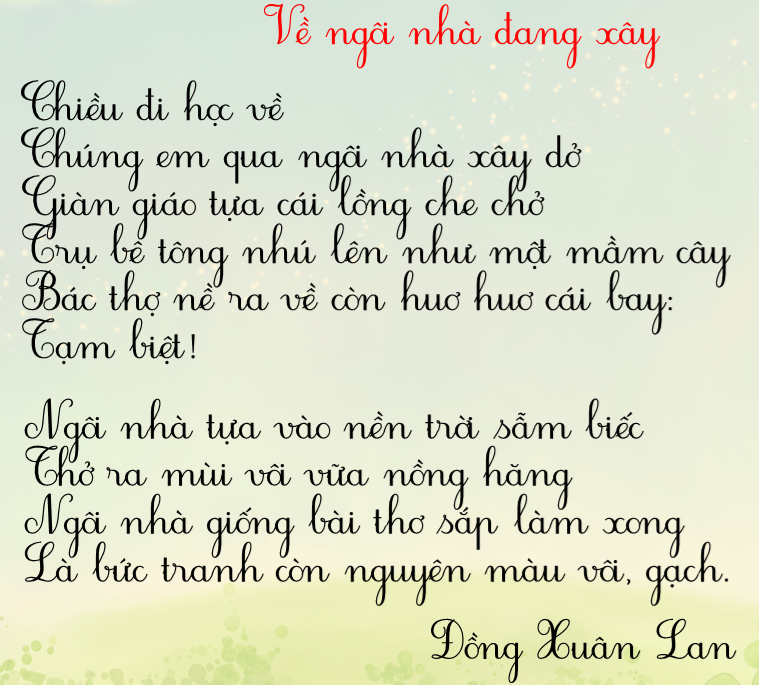 Về ngôi nhà đang xây
Chiều đi học về
Chúng em qua ngôi nhà xây dở
Giàn giáo tựa cái lồng che chở
Trụ bê tông nhú lên như một mầm cây
Bác thợ nề ra về còn huơ huơ cái bay:
Tạm biệt!
Ngôi nhà tựa vào nền trời sẫm biếc
Thở ra mùi vôi vữa nồng hăng
Ngôi nhà giống bài thơ sắp làm xong
Là bức tranh còn nguyên màu vôi, gạch.
Đồng Xuân Lan